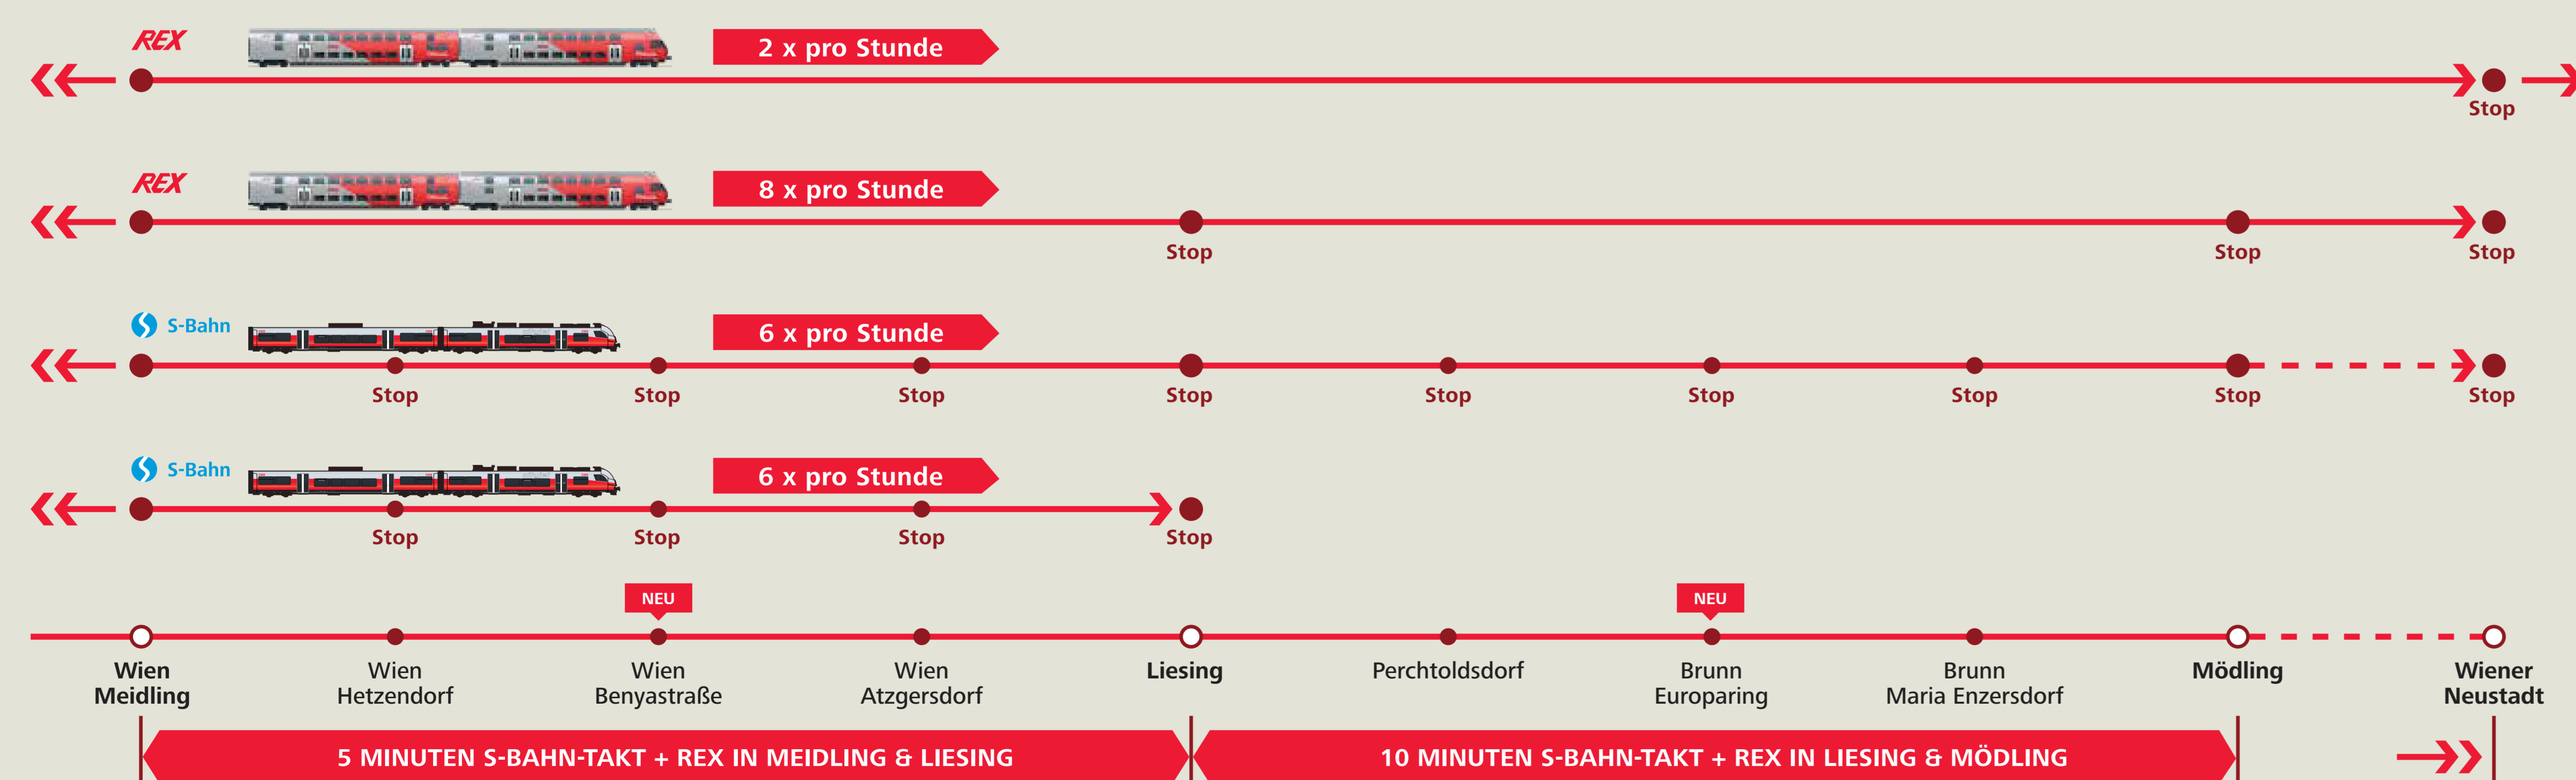 REX
2 x pro Stunde
Stop
REX
8 x pro Stunde
Stop Stop Stop
S-Bahn
6 x pro Stunde
Stop Stop Stop Stop Stop Stop Stop Stop Stop
S-Bahn
6 x pro Stunde
Stop Stop Stop Stop
NEU NEU
Wien
Meidling
Wien
Hetzendorf
Wien
Benyastraße
Wien
Atzgersdorf
Liesing
Perchtoldsdorf
Brunn
Europaring
Brunn
Maria Enzersdorf
Mödling
Wiener
Neustadt
5 MINUTEN S-BAHN-TAKT + REX IN MEIDLING & LIESING
10 MINUTEN S-BAHN-TAKT + REX IN LIESING & MÖDLING